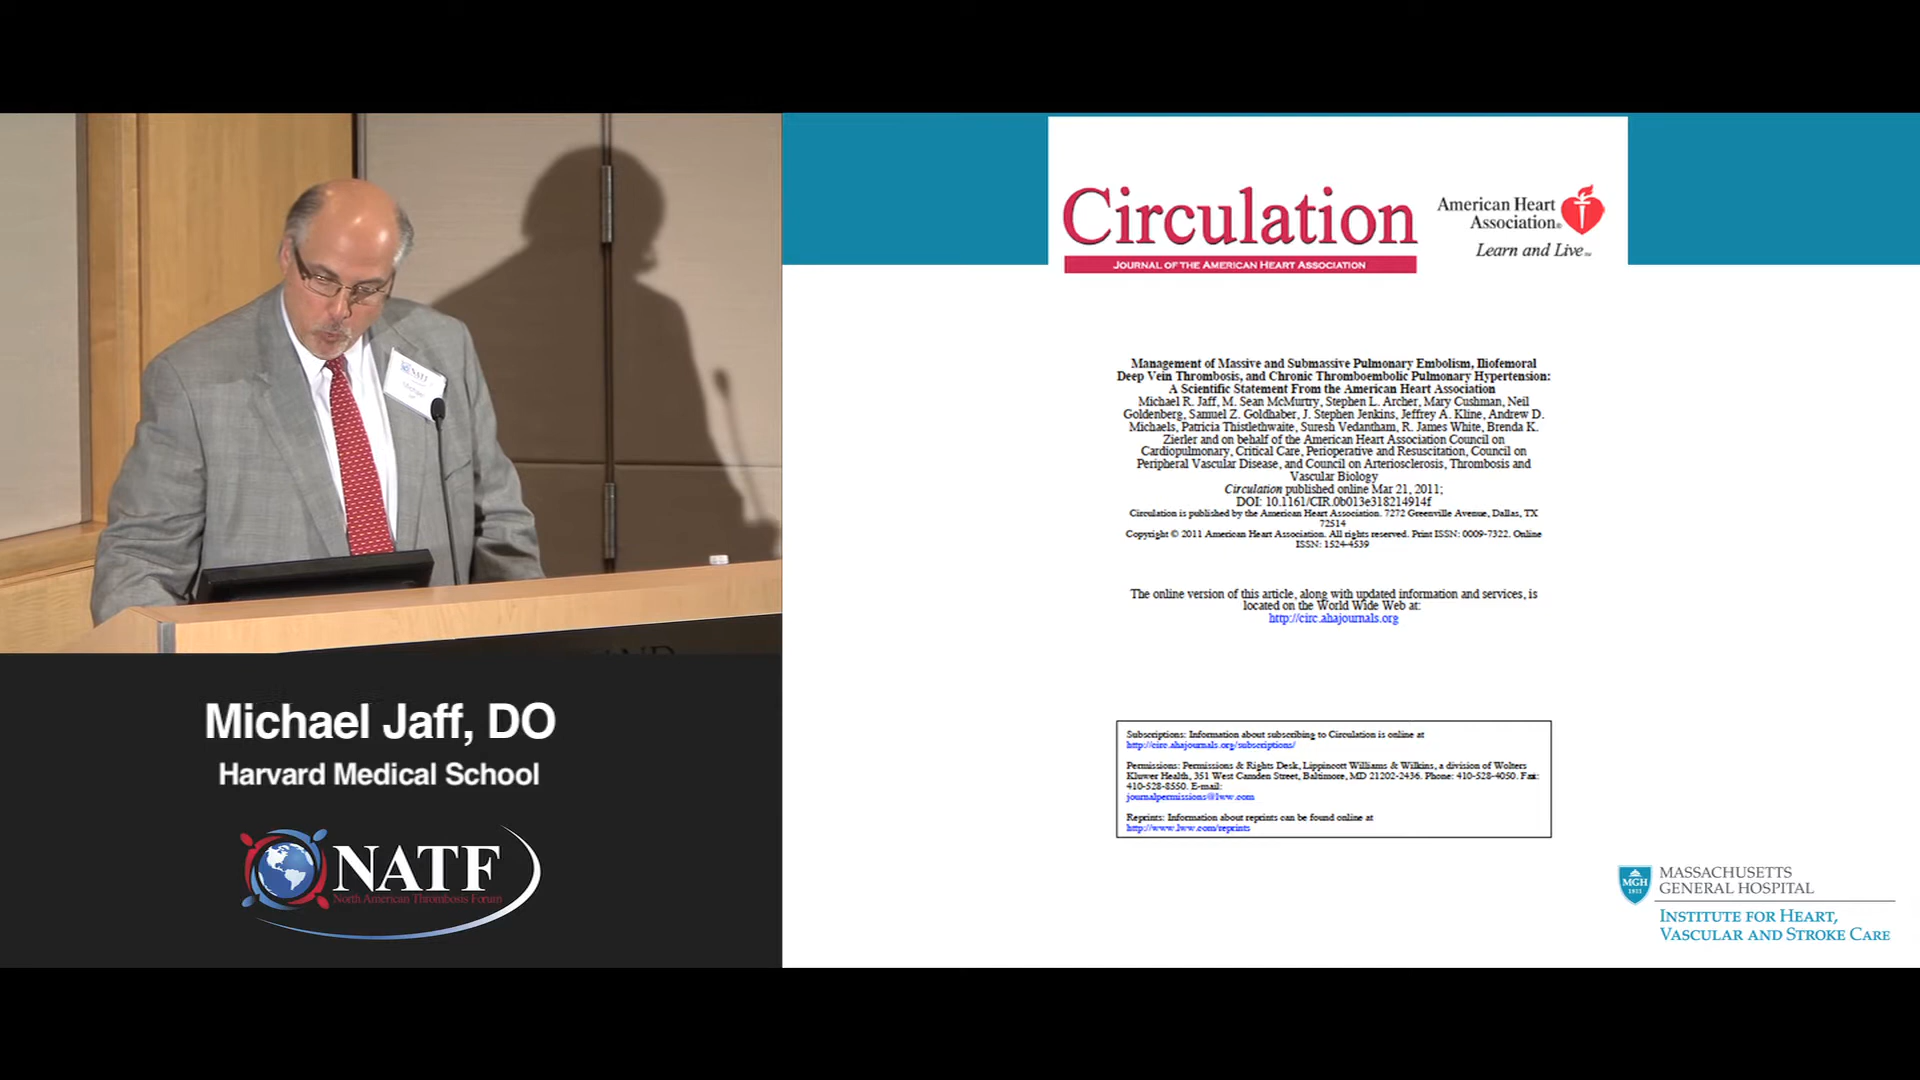 NATF
Michael Jaff, DO
Harvard Medical School
NATF
North American Thrombosis Forum
Circulation
JOURNAL OF THE AMERICAN HEART ASSOCIATION
American Heart
Association®
Learn and Live™
Management of Massive and Submassive Pulmonary Embolism, Iliofemoral
Deep Vein Thrombosis, and Chronic Thromboembolic Pulmonary Hypertension:
A Scientific Statement From the American Heart Association
Michael R. Jaff, M. Sean McMurtry, Stephen L. Archer, Mary Cushman, Neil
Goldenberg, Samuel Z. Goldhaber, J. Stephen Jenkins, Jeffrey A. Kline, Andrew D.
Michaels, Patricia Thistlethwaite, Suresh Vedantham, R. James White, Brenda K.
Zierler and on behalf of the American Heart Association Council on
Cardiopulmonary, Critical Care, Perioperative and Resuscitation, Council on
Peripheral Vascular Disease, and Council on Arteriosclerosis, Thrombosis and
Vascular Biology
Circulation published online Mar 21, 2011;
DOI: 10.1161/CIR.0b013e318214914f
Circulation is published by the American Heart Association. 7272 Greenville Avenue, Dallas, TX
72514
Copyright © 2011 American Heart Association. All rights reserved. Print ISSN: 0009-7322. Online
ISSN: 1524-4539
The online version of this article, along with updated information and services, is
located on the World Wide Web at:
http://circ.ahajournals.org
Subscriptions: Information about subscribing to Circulation is online at
http://circ.ahajournals.org/subscriptions/
Permissions: Permissions & Rights Desk, Lippincott Williams & Wilkins, a division of Wolters
Kluwer Health, 351 West Camden Street, Baltimore, MD 21202-2436. Phone: 410-528-4050. Fax:
410-528-8550. E-mail:
journalpermissions@lww.com
Reprints: Information about reprints can be found online at
http://www.lww.com/reprints
MGH
1811
MASSACHUSETTS
GENERAL HOSPITAL
INSTITUTE FOR HEART,
VASCULAR AND STROKE CARE